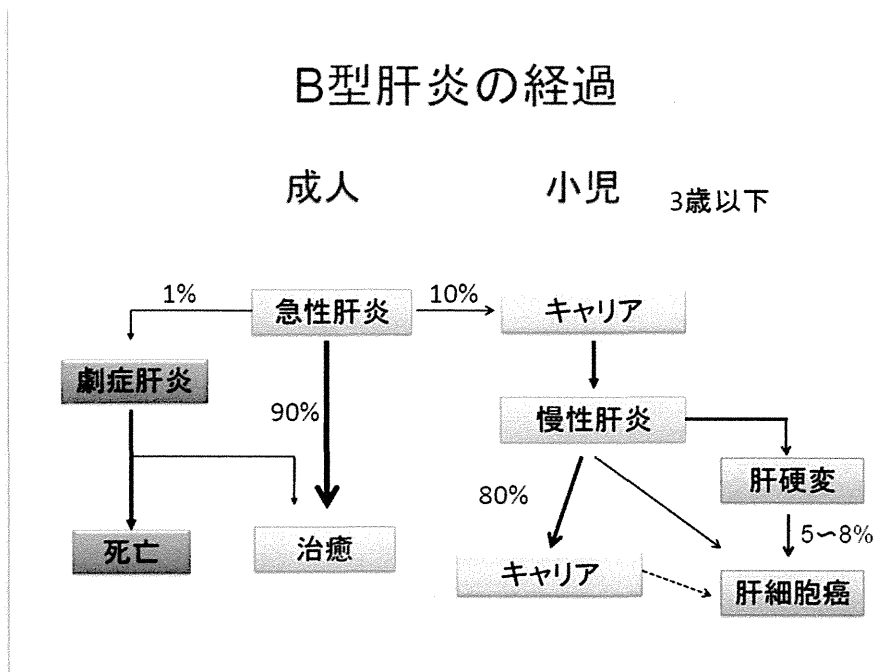 B型肝炎の経過
成人
小児
3歳以下
1%
急性肝炎
10%
キャリア
劇症肝炎
90%
慢性肝炎
肝硬変
80%
5〜8%
死亡
治癒
キャリア
肝細胞癌